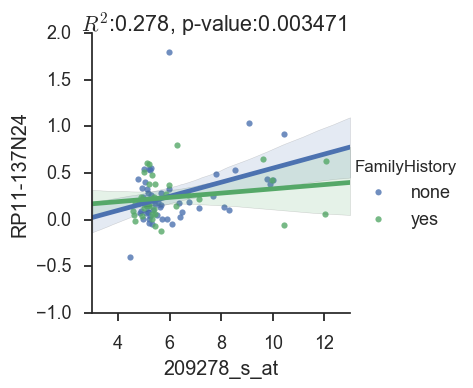 R²:0.278, p-value:0.003471
2.0
1.5
1.0
0.5
0.0
−0.5
−1.0
RP11-137N24
4 6 8 10 12
209278_s_at
FamilyHistory
none
yes